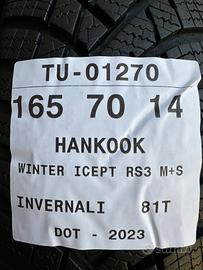 TU-01270
165 70 14
HANKOOK
WINTER ICEPT RS3 M+S
INVERNALI 81T
DOT - 2023